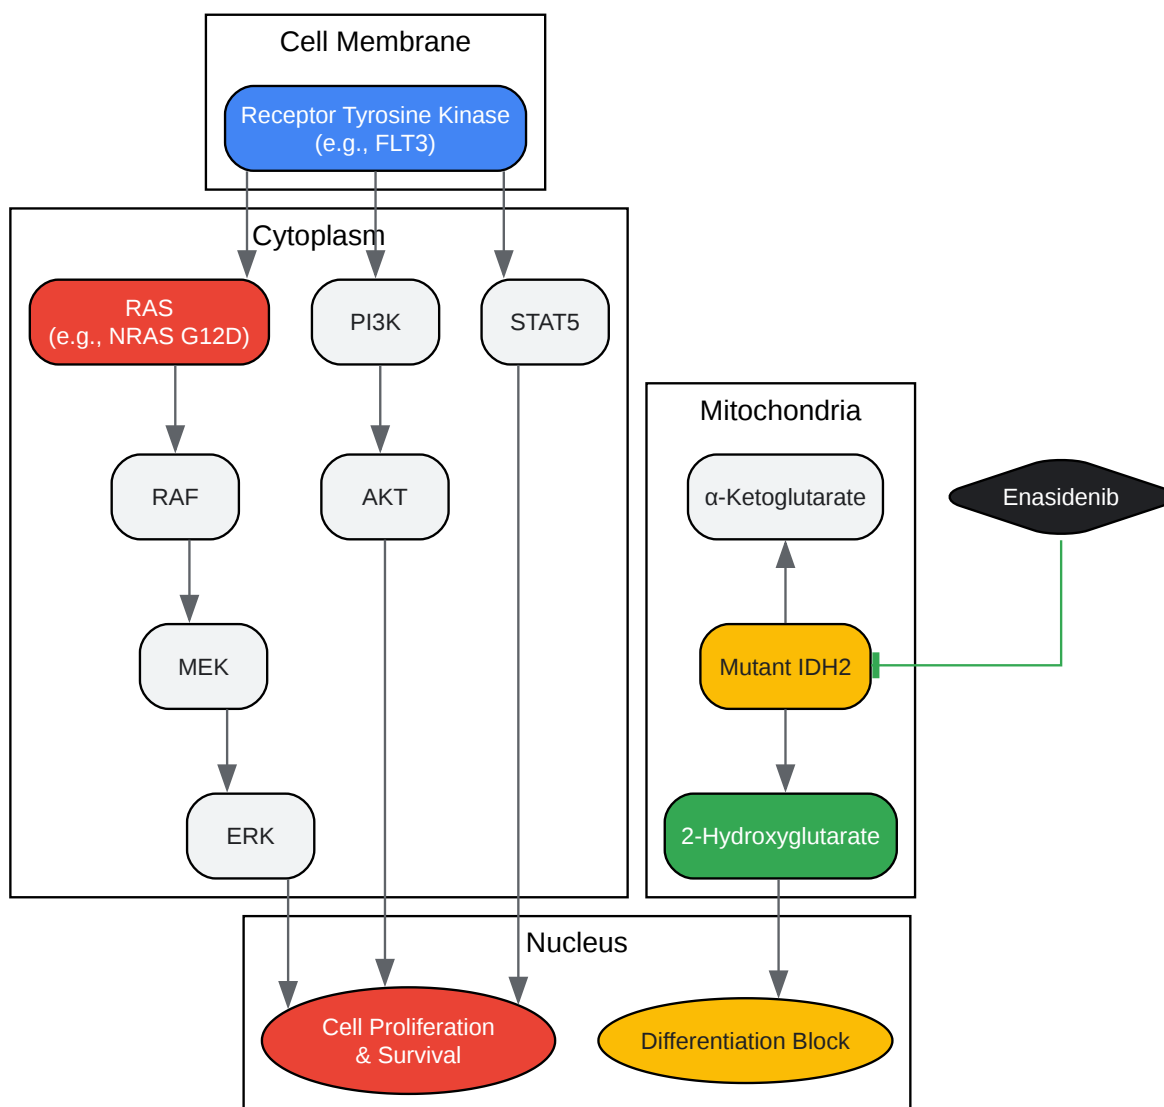 Cell Membrane
Receptor Tyrosine Kinase
(e.g., FLT3)
Cytoplasm
RAS
(e.g., NRAS G12D)
PI3K
STAT5
Mitochondria
RAF
AKT
α-Ketoglutarate
Enasidenib
MEK
Mutant IDH2
ERK
2-Hydroxyglutarate
Nucleus
Cell Proliferation
& Survival
Differentiation Block